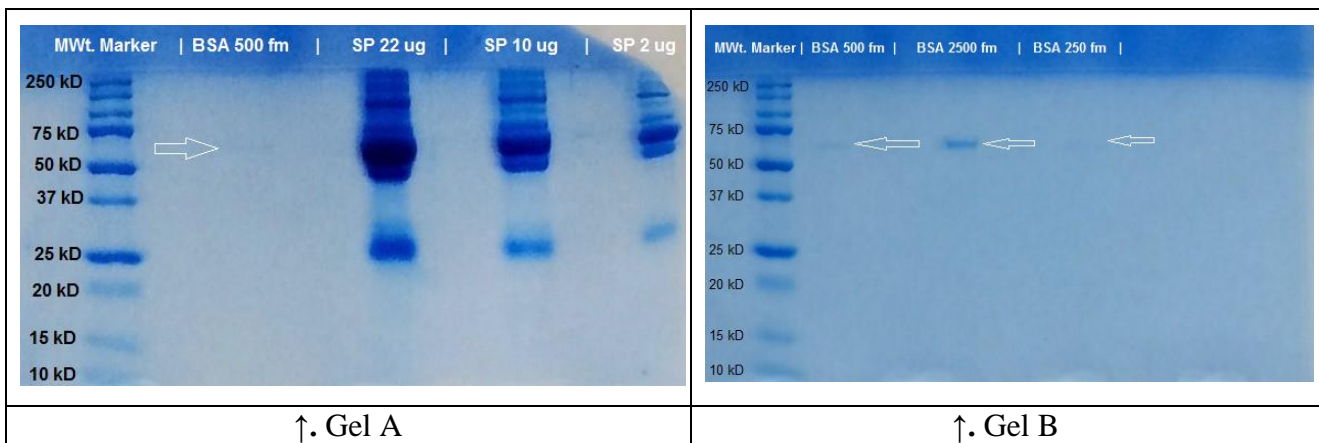 MWt. Marker | BSA 500 fm | SP 22 ug | SP 10 ug | SP 2 ug
250 kD
75 kD
50 kD
37 kD
25 kD
20 kD
15 kD
10 kD
↑. Gel A
MWt. Marker | BSA 500 fm | BSA 2500 fm | BSA 250 fm |
250 kD
75 kD
50 kD
37 kD
25 kD
20 kD
15 kD
10 kD
↑. Gel B